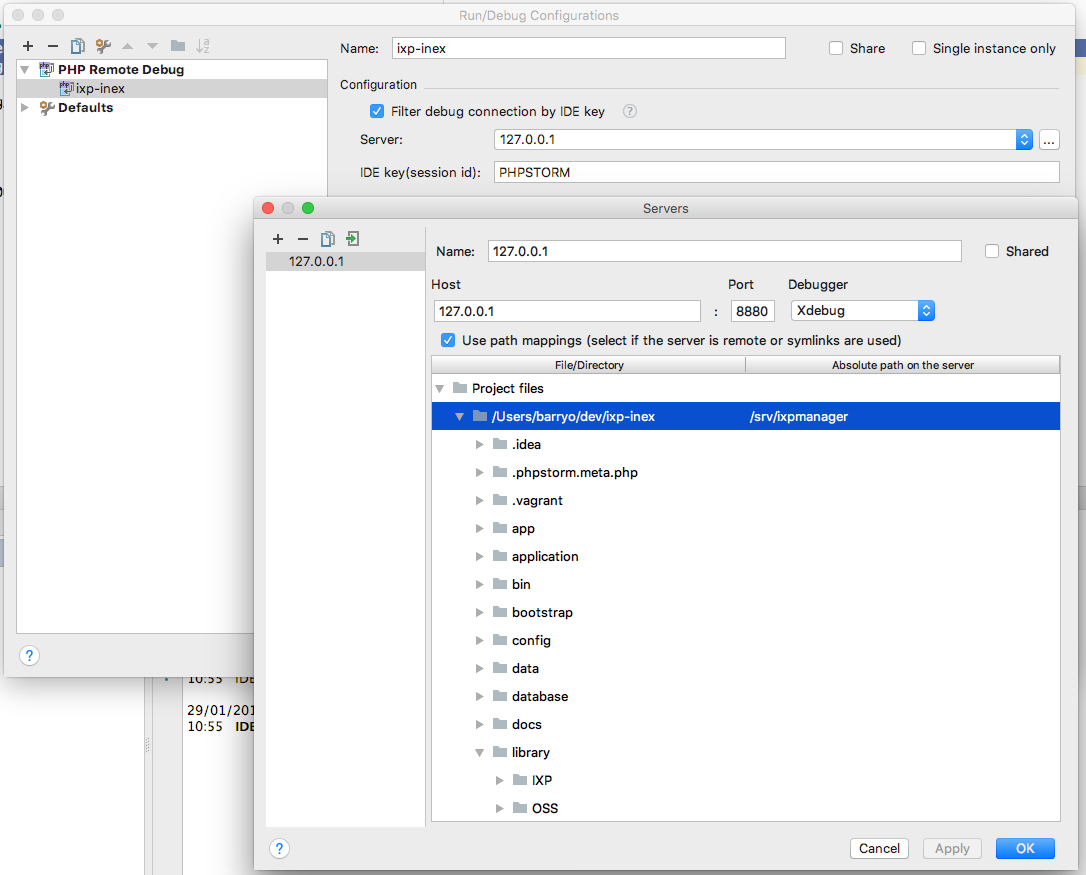 Run/Debug Configurations
PHP Remote Debug
ixp-inex
Defaults
Name: ixp-inex Share Single instance only
Configuration
Filter debug connection by IDE key ?
Server: 127.0.0.1 ...
IDE key(session id): PHPSTORM
Servers
127.0.0.1
Name: 127.0.0.1 Shared
Host Port Debugger
127.0.0.1 : 8880 Xdebug
Use path mappings (select if the server is remote or symlinks are used)
File/Directory Absolute path on the server
Project files
/Users/barryo/dev/ixp-inex /srv/ixpmanager
.idea
.phpstorm.meta.php
.vagrant
app
application
bin
bootstrap
config
data
database
docs
library
IXP
OSS
? Cancel Apply OK
?
10:55
29/01/201
10:55 IDE